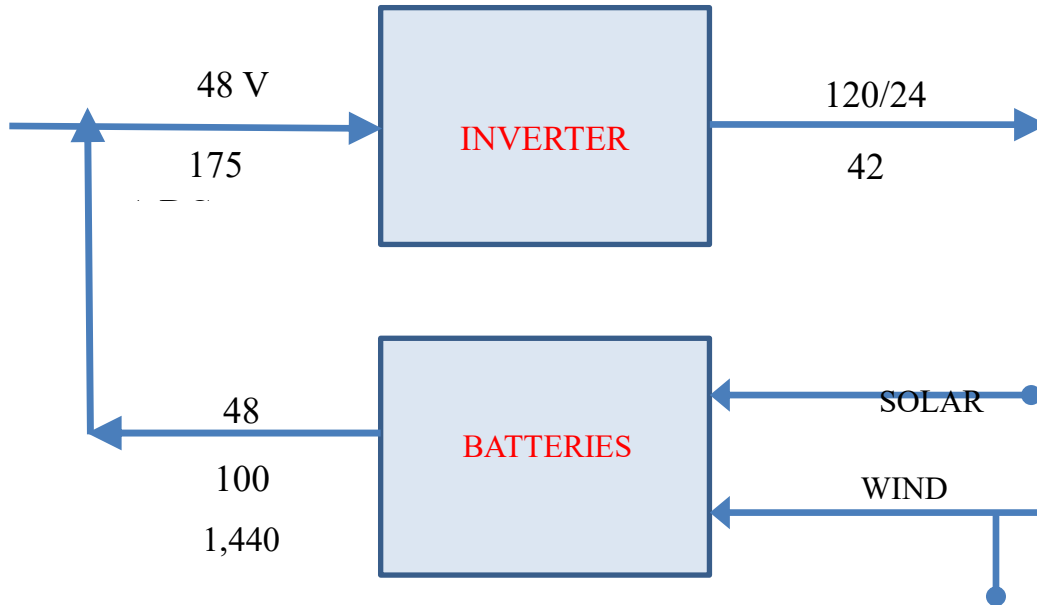 48 V
175
INVERTER
120/24
42
48
100
1,440
BATTERIES
SOLAR
WIND